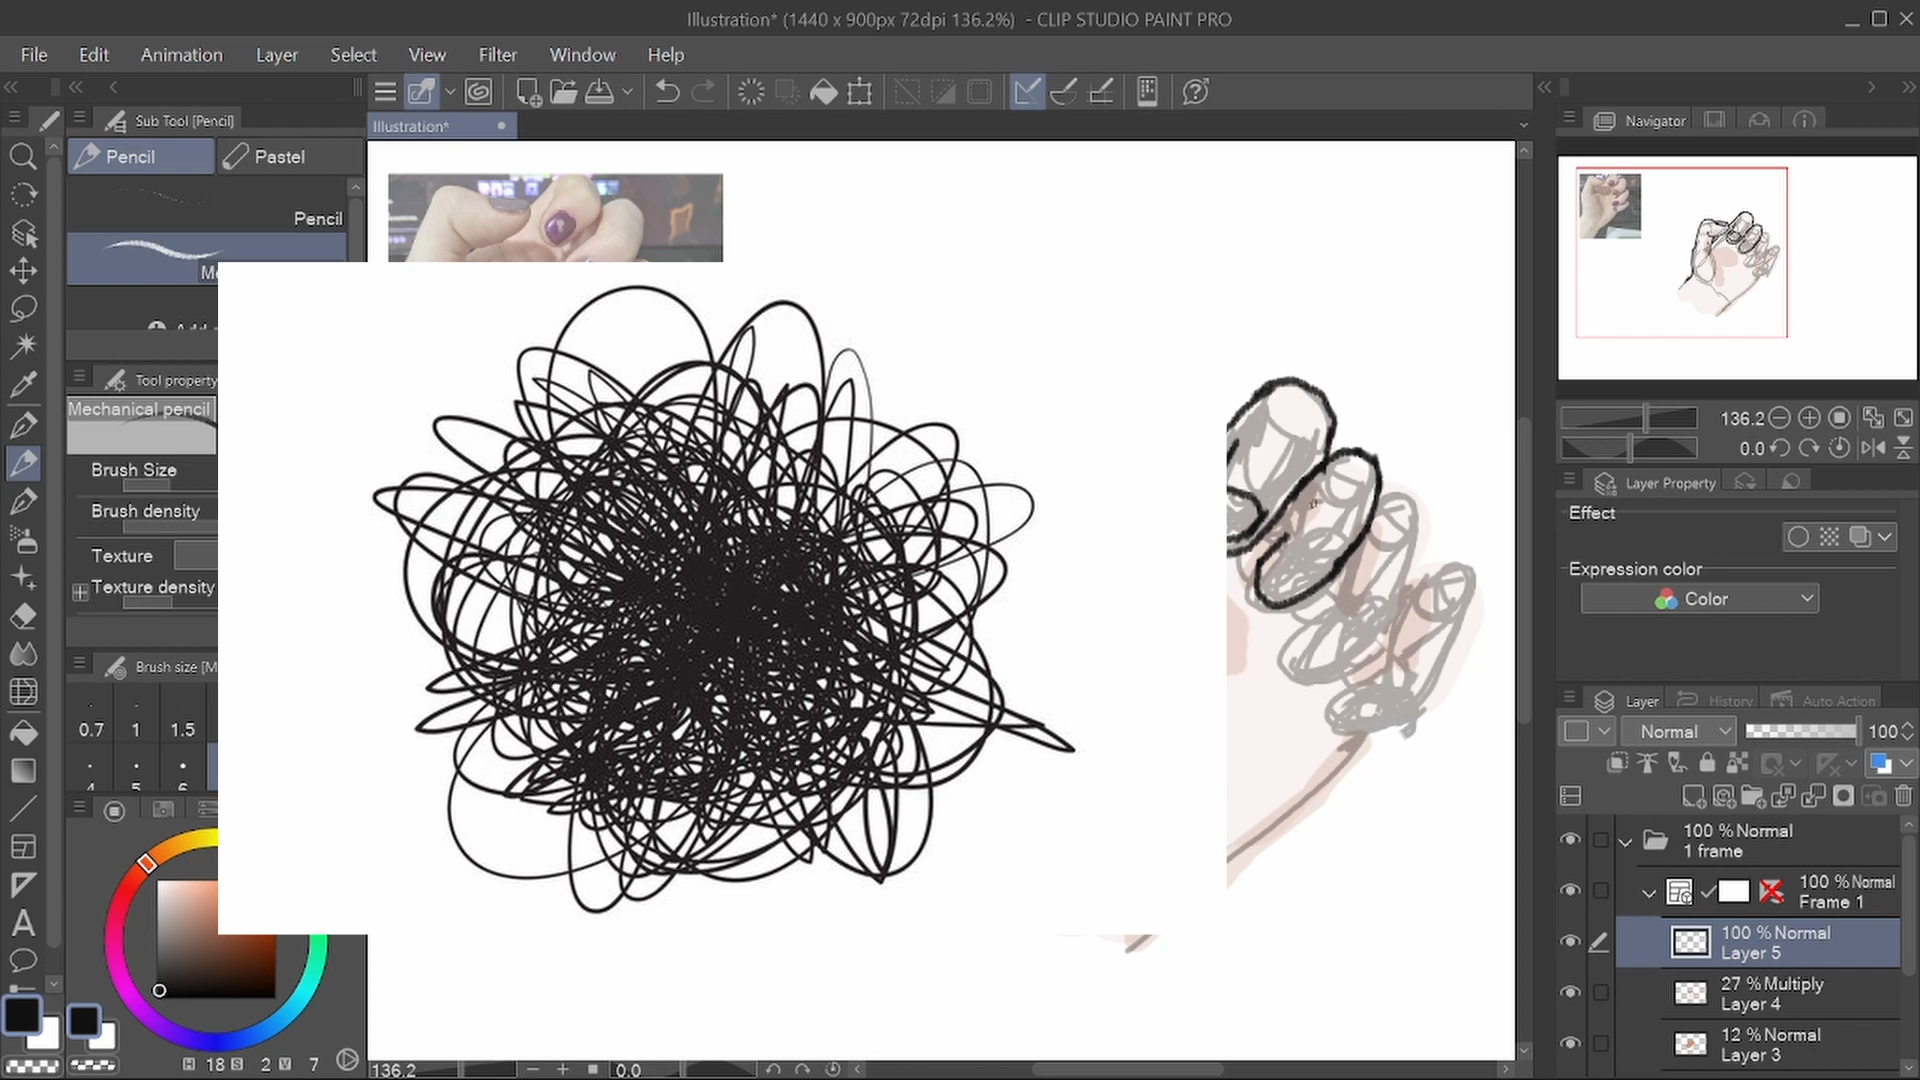 Illustration* (1440 x 900px 72dpi 136.2%) - CLIP STUDIO PAINT PRO
File Edit Animation Layer Select View Filter Window Help
Sub Tool [Pencil]
Illustration*
Navigator
Pencil Pastel
Pencil
Tool property
Mechanical pencil
Brush Size
Brush density
Texture
Texture density
Brush size [M
0.7 1 1.5
4 5 6
H 18 S 2 V 7
136.2 0.0
136.2
0.0
Layer Property
Effect
Expression color
Color
Layer History Auto Action
Normal 100
100 % Normal
1 frame
100 % Normal
Frame 1
100 % Normal
Layer 5
27 % Multiply
Layer 4
12 % Normal
Layer 3